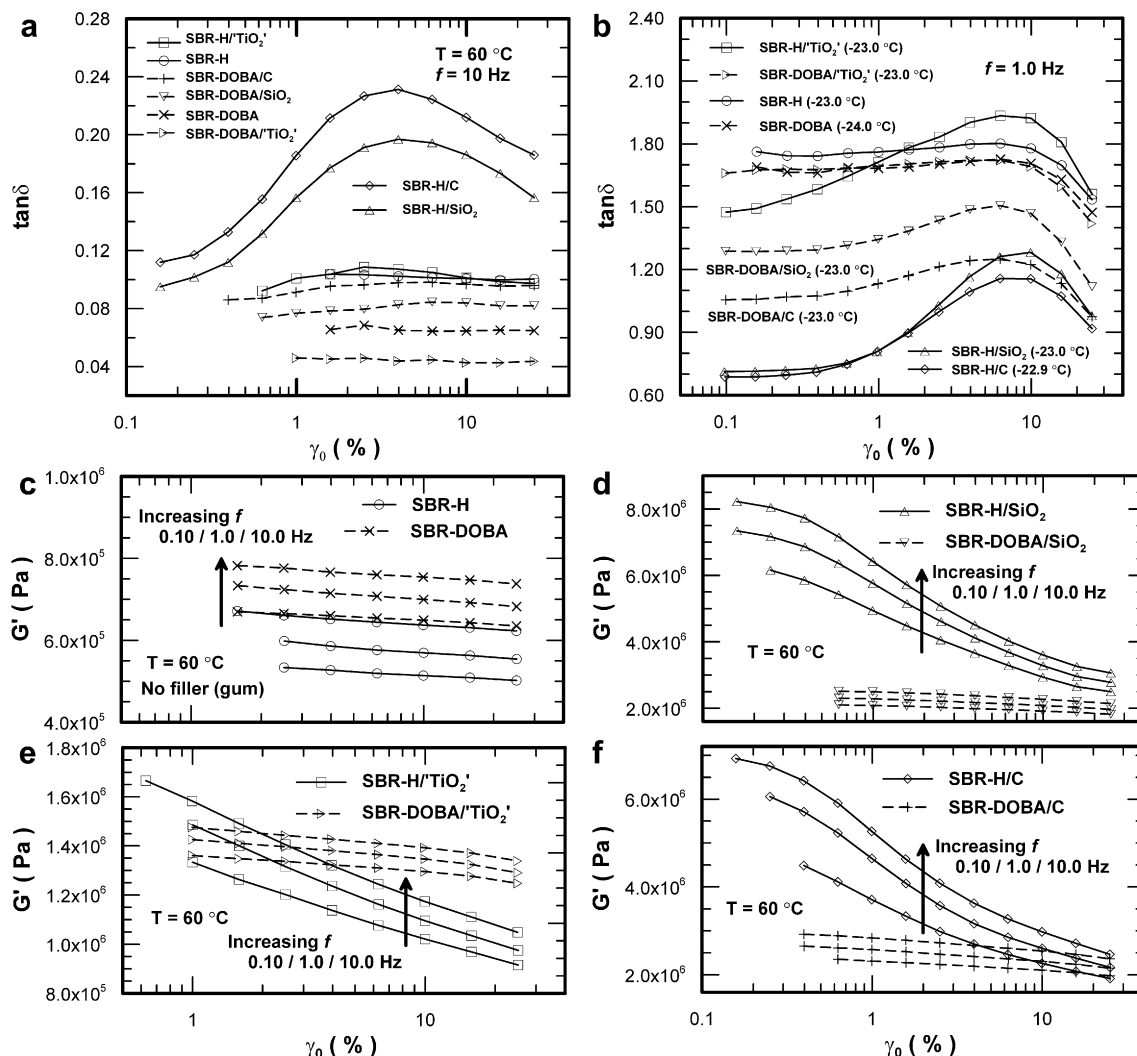 a
SBR-H/'TiO2'
SBR-H
SBR-DOBA/C
SBR-DOBA/SiO2
SBR-DOBA
SBR-DOBA/'TiO2'
T = 60 °C
f = 10 Hz
SBR-H/C
SBR-H/SiO2
tanδ
0.28
0.24
0.20
0.16
0.12
0.08
0.04
0.1
1
10
γ0 ( % )
b
SBR-H/'TiO2' (-23.0 °C)
SBR-DOBA/'TiO2' (-23.0 °C)
SBR-H (-23.0 °C)
SBR-DOBA (-24.0 °C)
f = 1.0 Hz
SBR-DOBA/SiO2 (-23.0 °C)
SBR-DOBA/C (-23.0 °C)
SBR-H/SiO2 (-23.0 °C)
SBR-H/C (-22.9 °C)
tanδ
2.40
2.10
1.80
1.50
1.20
0.90
0.60
0.1
1
10
γ0 ( % )
c
SBR-H
SBR-DOBA
Increasing f
0.10 / 1.0 / 10.0 Hz
T = 60 °C
No filler (gum)
G' ( Pa )
1.0x10^6
8.0x10^5
6.0x10^5
4.0x10^5
d
SBR-H/SiO2
SBR-DOBA/SiO2
Increasing f
0.10 / 1.0 / 10.0 Hz
T = 60 °C
G' ( Pa )
8.0x10^6
6.0x10^6
4.0x10^6
2.0x10^6
e
SBR-H/'TiO2'
SBR-DOBA/'TiO2'
T = 60 °C
Increasing f
0.10 / 1.0 / 10.0 Hz
G' ( Pa )
1.8x10^6
1.6x10^6
1.4x10^6
1.2x10^6
1.0x10^6
8.0x10^5
1
10
γ0 ( % )
f
SBR-H/C
SBR-DOBA/C
Increasing f
0.10 / 1.0 / 10.0 Hz
T = 60 °C
G' ( Pa )
6.0x10^6
4.0x10^6
2.0x10^6
0.1
1
10
γ0 ( % )